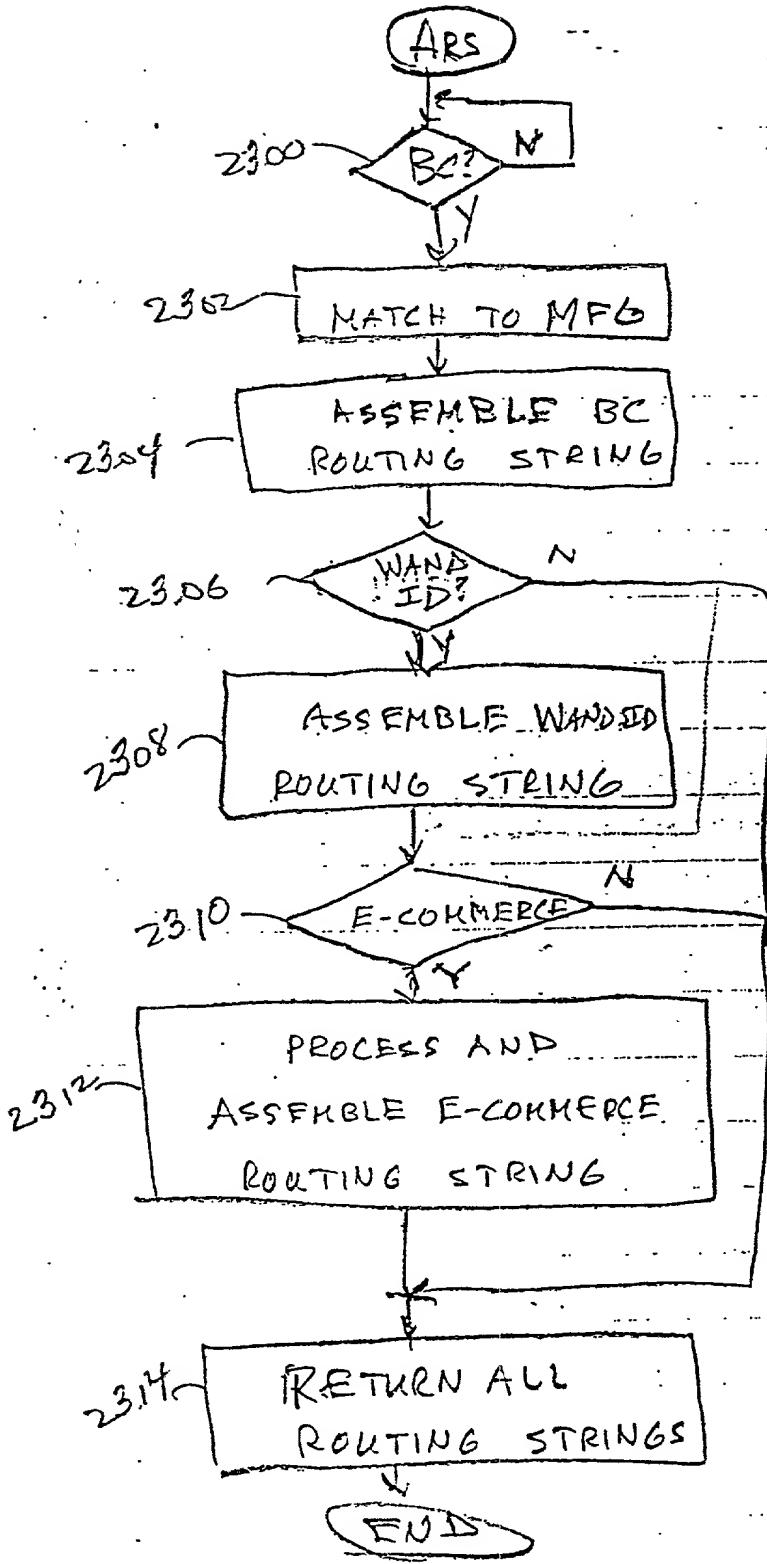 ARS
2300
BC?
N
Y
2302
MATCH TO MFG
2304
ASSEMBLE BC
ROUTING STRING
2306
WAND
ID?
N
Y
2308
ASSEMBLE WAND ID
ROUTING STRING
2310
E-COMMERCE
N
Y
2312
PROCESS AND
ASSEMBLE E-COMMERCE
ROUTING STRING
2314
RETURN ALL
ROUTING STRINGS
END